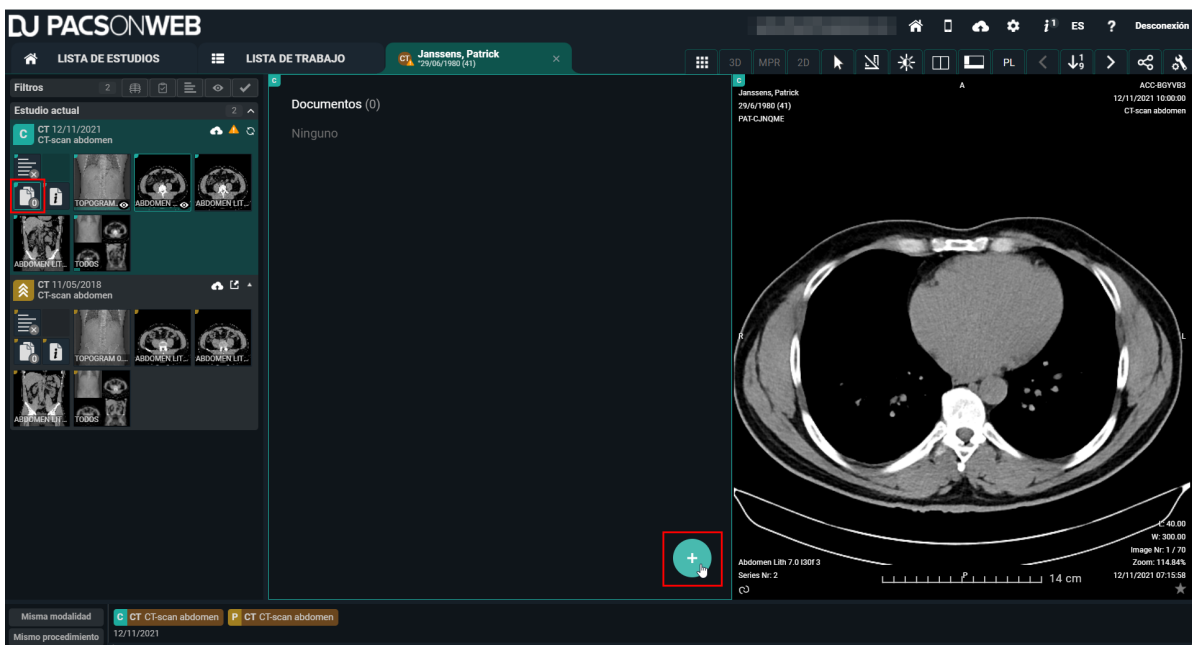 DJ PACSONWEB
i1 ES ? Desconexión
LISTA DE ESTUDIOS
LISTA DE TRABAJO
CT Janssens, Patrick
*29/06/1980 (41)
3D MPR 2D PL
Filtros 2
Estudio actual 2
C CT 12/11/2021
CT-scan abdomen
0
TOPOGRAM...
ABDOMEN ...
ABDOMEN LIT...
ABDOMEN LIT...
TODOS
CT 11/05/2018
CT-scan abdomen
0
TOPOGRAM 0...
ABDOMEN LIT...
ABDOMEN LIT...
ABDOMEN LIT...
TODOS
C
Documentos (0)
Ninguno
C
Janssens, Patrick
29/6/1980 (41)
PAT-CJNQME
A
ACC-BGYVB3
12/11/2021 10:00:00
CT-scan abdomen
R
L
L: 40.00
W: 300.00
Image Nr: 1 / 70
Zoom: 114.84%
12/11/2021 07:15:58
Abdomen Lith 7.0 I30f 3
Series Nr: 2
P
14 cm
Misma modalidad
Mismo procedimiento
C CT CT-scan abdomen P CT CT-scan abdomen
12/11/2021